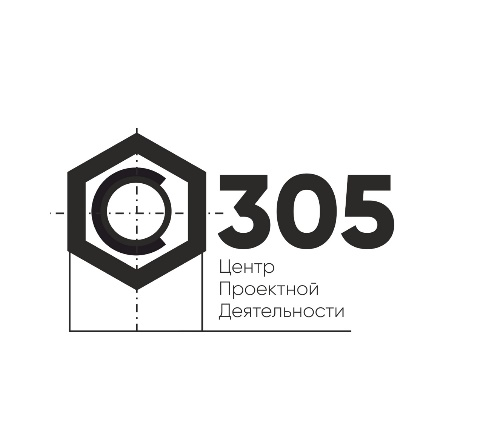 С 305
Центр
Проектной
Деятельности